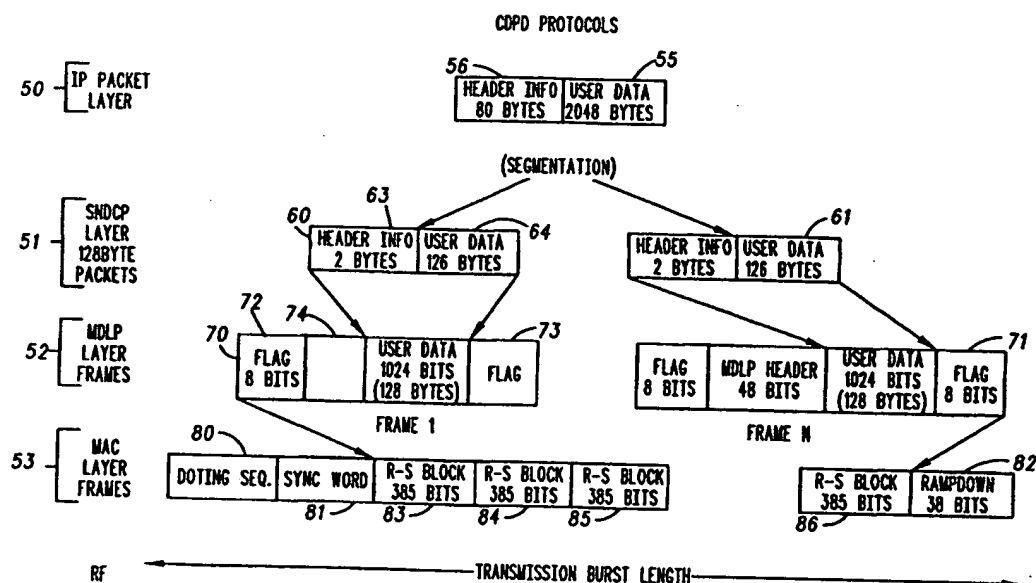 CDPD PROTOCOLS
50
IP PACKET
LAYER
56
55
HEADER INFO
80 BYTES
USER DATA
2048 BYTES
(SEGMENTATION)
51
SNDCP
LAYER
128BYTE
PACKETS
60
63
64
HEADER INFO
2 BYTES
USER DATA
126 BYTES
61
HEADER INFO
2 BYTES
USER DATA
126 BYTES
52
MDLP
LAYER
FRAMES
70
72
74
73
FLAG
8 BITS
USER DATA
1024 BITS
(128 BYTES)
FLAG
FRAME 1
71
FLAG
8 BITS
MDLP HEADER
48 BITS
USER DATA
1024 BITS
(128 BYTES)
FLAG
8 BITS
FRAME N
53
MAC
LAYER
FRAMES
80
DOTING SEQ.
SYNC WORD
R-S BLOCK
385 BITS
R-S BLOCK
385 BITS
R-S BLOCK
385 BITS
81
83
84
85
82
R-S BLOCK
385 BITS
RAMPDOWN
38 BITS
86
RF
TRANSMISSION BURST LENGTH